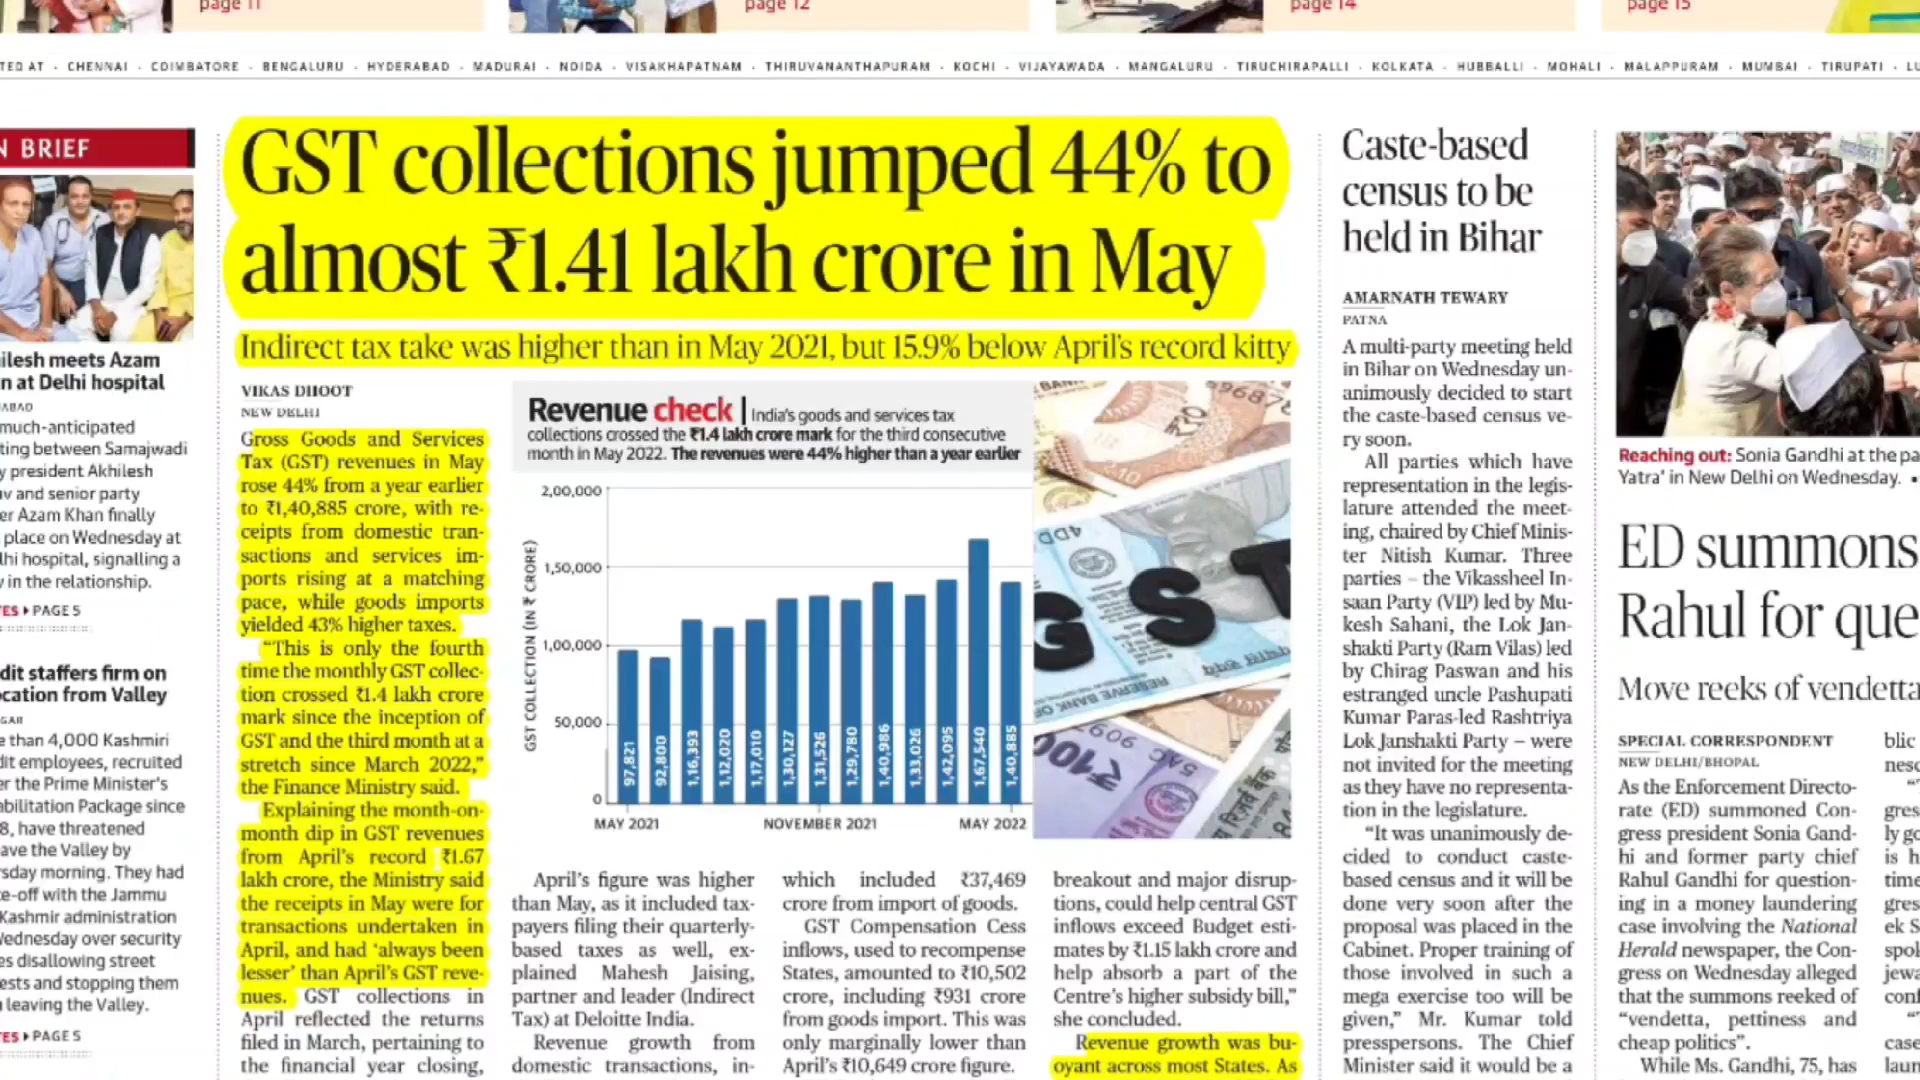 page 11
page 12
page 14
page 15
TED AT · CHENNAI · COIMBATORE · BENGALURU · HYDERABAD · MADURAI · NOIDA · VISAKHAPATNAM · THIRUVANANTHAPURAM · KOCHI · VIJAYAWADA · MANGALURU · TIRUCHIRAPALLI · KOLKATA · HUBBALLI · MOHALI · MALAPPURAM · MUMBAI · TIRUPATI · LU
N BRIEF
ilesh meets Azam
n at Delhi hospital
ABAD
much-anticipated
ting between Samajwadi
y president Akhilesh
av and senior party
er Azam Khan finally
place on Wednesday at
lhi hospital, signalling a
y in the relationship.
TES PAGE 5
dit staffers firm on
ocation from Valley
GAR
e than 4,000 Kashmiri
dit employees, recruited
er the Prime Minister's
abilitation Package since
8, have threatened
ave the Valley by
rsday morning. They had
e-off with the Jammu
Kashmir administration
Wednesday over security
es disallowing street
ests and stopping them
leaving the Valley.
TES PAGE 5
GST collections jumped 44% to
almost ₹1.41 lakh crore in May
Indirect tax take was higher than in May 2021, but 15.9% below April's record kitty
VIKAS DHOOT
NEW DELHI
Gross Goods and Services
Tax (GST) revenues in May
rose 44% from a year earlier
to ₹1,40,885 crore, with re-
ceipts from domestic tran-
sactions and services im-
ports rising at a matching
pace, while goods imports
yielded 43% higher taxes.
“This is only the fourth
time the monthly GST collec-
tion crossed ₹1.4 lakh crore
mark since the inception of
GST and the third month at a
stretch since March 2022,”
the Finance Ministry said.
Explaining the month-on-
month dip in GST revenues
from April's record ₹1.67
lakh crore, the Ministry said
the receipts in May were for
transactions undertaken in
April, and had ‘always been
lesser’ than April's GST reve-
nues. GST collections in
April reflected the returns
filed in March, pertaining to
the financial year closing,
Revenue check | India's goods and services tax
collections crossed the ₹1.4 lakh crore mark for the third consecutive
month in May 2022. The revenues were 44% higher than a year earlier
GST COLLECTION (IN ₹ CRORE)
2,00,000
1,50,000
1,00,000
50,000
0
97,821
92,800
1,16,393
1,12,020
1,17,010
1,30,127
1,31,526
1,29,780
1,40,986
1,33,026
1,42,095
1,67,540
1,40,885
MAY 2021
NOVEMBER 2021
MAY 2022
GST
₹100
April's figure was higher
than May, as it included tax-
payers filing their quarterly-
based taxes as well, ex-
plained Mahesh Jaising,
partner and leader (Indirect
Tax) at Deloitte India.
Revenue growth from
domestic transactions, in-
which included ₹37,469
crore from import of goods.
GST Compensation Cess
inflows, used to recompense
States, amounted to ₹10,502
crore, including ₹931 crore
from goods import. This was
only marginally lower than
April's ₹10,649 crore figure.
breakout and major disrup-
tions, could help central GST
inflows exceed Budget esti-
mates by ₹1.15 lakh crore and
help absorb a part of the
Centre's higher subsidy bill,”
she concluded.
Revenue growth was bu-
oyant across most States. As
Caste-based
census to be
held in Bihar
AMARNATH TEWARY
PATNA
A multi-party meeting held
in Bihar on Wednesday un-
animously decided to start
the caste-based census ve-
ry soon.
All parties which have
representation in the legis-
lature attended the meet-
ing, chaired by Chief Minis-
ter Nitish Kumar. Three
parties – the Vikassheel In-
saan Party (VIP) led by Mu-
kesh Sahani, the Lok Jan-
shakti Party (Ram Vilas) led
by Chirag Paswan and his
estranged uncle Pashupati
Kumar Paras-led Rashtriya
Lok Janshakti Party – were
not invited for the meeting
as they have no representa-
tion in the legislature.
“It was unanimously de-
cided to conduct caste-
based census and it will be
done very soon after the
proposal was placed in the
Cabinet. Proper training of
those involved in such a
mega exercise too will be
given,” Mr. Kumar told
presspersons. The Chief
Minister said it would be a
Reaching out: Sonia Gandhi at the pa
Yatra' in New Delhi on Wednesday.
ED summons
Rahul for que
Move reeks of vendetta
SPECIAL CORRESPONDENT
NEW DELHI/BHOPAL
As the Enforcement Directo-
rate (ED) summoned Con-
gress president Sonia Gand-
hi and former party chief
Rahul Gandhi for question-
ing in a money laundering
case involving the National
Herald newspaper, the Con-
gress on Wednesday alleged
that the summons reeked of
“vendetta, pettiness and
cheap politics”.
While Ms. Gandhi, 75, has
blic
nesc
gres
ly go
is h
time
gres
ek S
spol
jewa
conf
case
laun